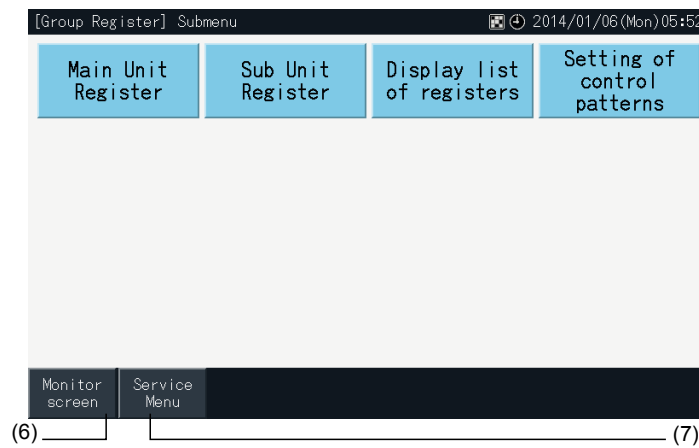 [Group Register] Submenu 2014/01/06(Mon)05:52
Main Unit
Register
Sub Unit
Register
Display list
of registers
Setting of
control
patterns
Monitor
screen
Service
Menu
(6)
(7)